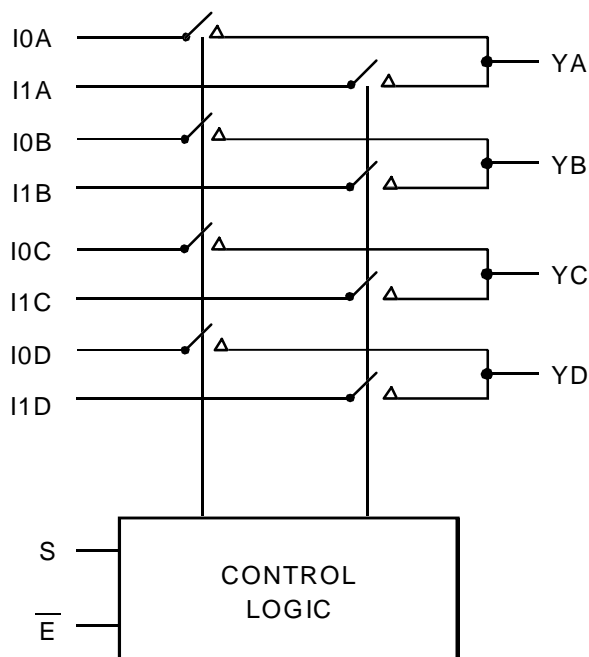 I0A
YA
I1A
I0B
YB
I1B
I0C
YC
I1C
I0D
YD
I1D
S
CONTROL
LOGIC
E̅